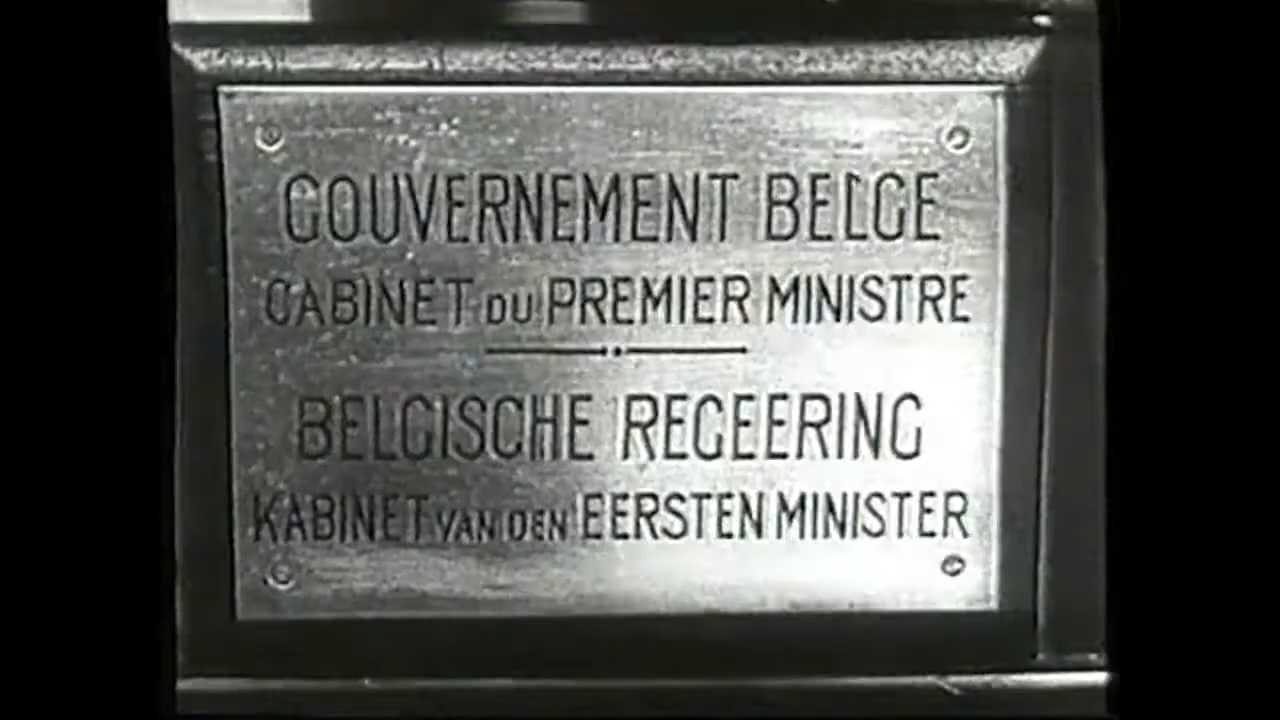 GOUVERNEMENT BELGE
CABINET DU PREMIER MINISTRE
BELGISCHE REGEERING
KABINET VAN DEN EERSTEN MINISTER